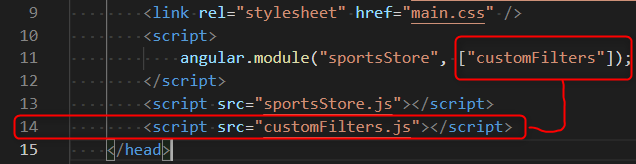 9 <link rel="stylesheet" href="main.css" />
10 <script>
11 angular.module("sportsStore", ["customFilters"]);
12 </script>
13 <script src="sportsStore.js"></script>
14 <script src="customFilters.js"></script>
15 </head>